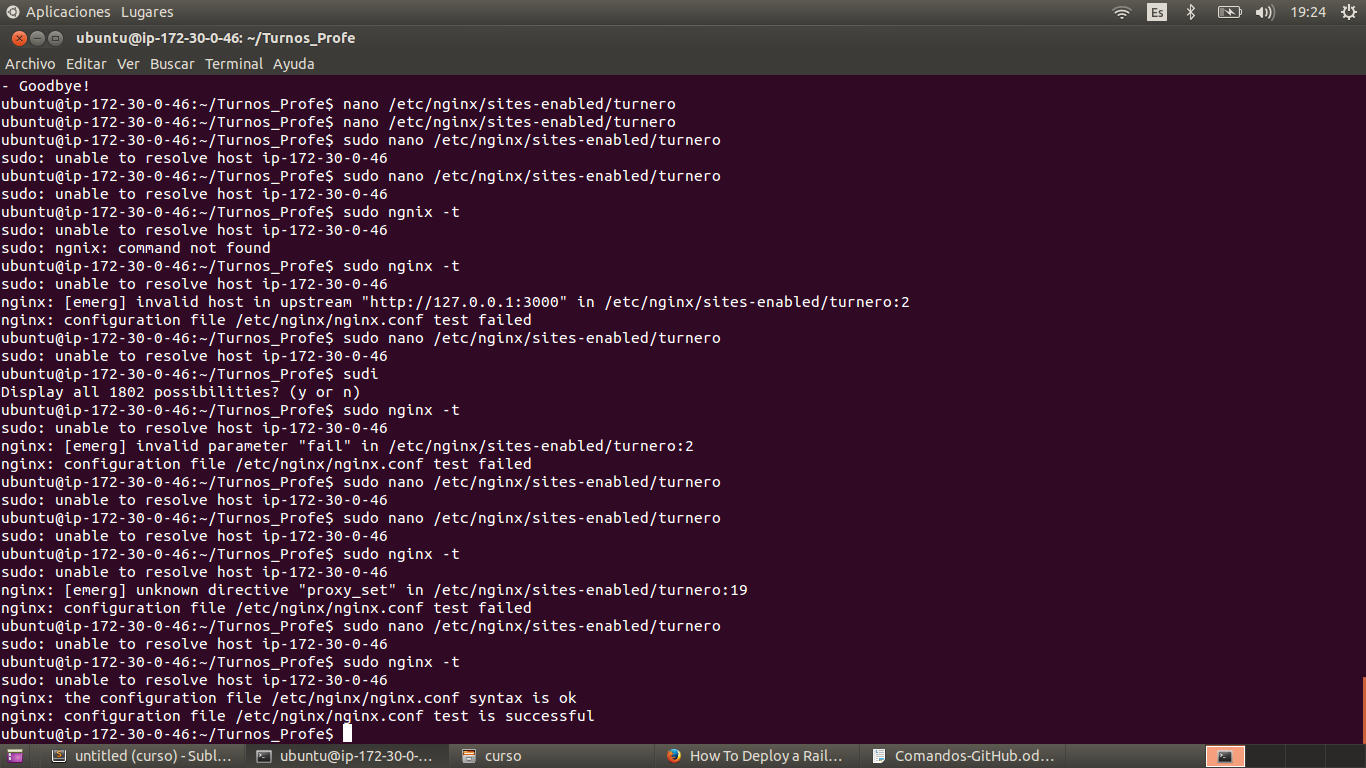 Aplicaciones Lugares
Es 19:24
ubuntu@ip-172-30-0-46: ~/Turnos_Profe
Archivo Editar Ver Buscar Terminal Ayuda
- Goodbye!
ubuntu@ip-172-30-0-46:~/Turnos_Profe$ nano /etc/nginx/sites-enabled/turnero
ubuntu@ip-172-30-0-46:~/Turnos_Profe$ nano /etc/nginx/sites-enabled/turnero
ubuntu@ip-172-30-0-46:~/Turnos_Profe$ sudo nano /etc/nginx/sites-enabled/turnero
sudo: unable to resolve host ip-172-30-0-46
ubuntu@ip-172-30-0-46:~/Turnos_Profe$ sudo nano /etc/nginx/sites-enabled/turnero
sudo: unable to resolve host ip-172-30-0-46
ubuntu@ip-172-30-0-46:~/Turnos_Profe$ sudo ngnix -t
sudo: unable to resolve host ip-172-30-0-46
sudo: ngnix: command not found
ubuntu@ip-172-30-0-46:~/Turnos_Profe$ sudo nginx -t
sudo: unable to resolve host ip-172-30-0-46
nginx: [emerg] invalid host in upstream "http://127.0.0.1:3000" in /etc/nginx/sites-enabled/turnero:2
nginx: configuration file /etc/nginx/nginx.conf test failed
ubuntu@ip-172-30-0-46:~/Turnos_Profe$ sudo nano /etc/nginx/sites-enabled/turnero
sudo: unable to resolve host ip-172-30-0-46
ubuntu@ip-172-30-0-46:~/Turnos_Profe$ sudi
Display all 1802 possibilities? (y or n)
ubuntu@ip-172-30-0-46:~/Turnos_Profe$ sudo nginx -t
sudo: unable to resolve host ip-172-30-0-46
nginx: [emerg] invalid parameter "fail" in /etc/nginx/sites-enabled/turnero:2
nginx: configuration file /etc/nginx/nginx.conf test failed
ubuntu@ip-172-30-0-46:~/Turnos_Profe$ sudo nano /etc/nginx/sites-enabled/turnero
sudo: unable to resolve host ip-172-30-0-46
ubuntu@ip-172-30-0-46:~/Turnos_Profe$ sudo nano /etc/nginx/sites-enabled/turnero
sudo: unable to resolve host ip-172-30-0-46
ubuntu@ip-172-30-0-46:~/Turnos_Profe$ sudo nginx -t
sudo: unable to resolve host ip-172-30-0-46
nginx: [emerg] unknown directive "proxy_set" in /etc/nginx/sites-enabled/turnero:19
nginx: configuration file /etc/nginx/nginx.conf test failed
ubuntu@ip-172-30-0-46:~/Turnos_Profe$ sudo nano /etc/nginx/sites-enabled/turnero
sudo: unable to resolve host ip-172-30-0-46
ubuntu@ip-172-30-0-46:~/Turnos_Profe$ sudo nginx -t
sudo: unable to resolve host ip-172-30-0-46
nginx: the configuration file /etc/nginx/nginx.conf syntax is ok
nginx: configuration file /etc/nginx/nginx.conf test is successful
ubuntu@ip-172-30-0-46:~/Turnos_Profe$
untitled (curso) - Subl... ubuntu@ip-172-30-0-... curso How To Deploy a Rail... Comandos-GitHub.od...